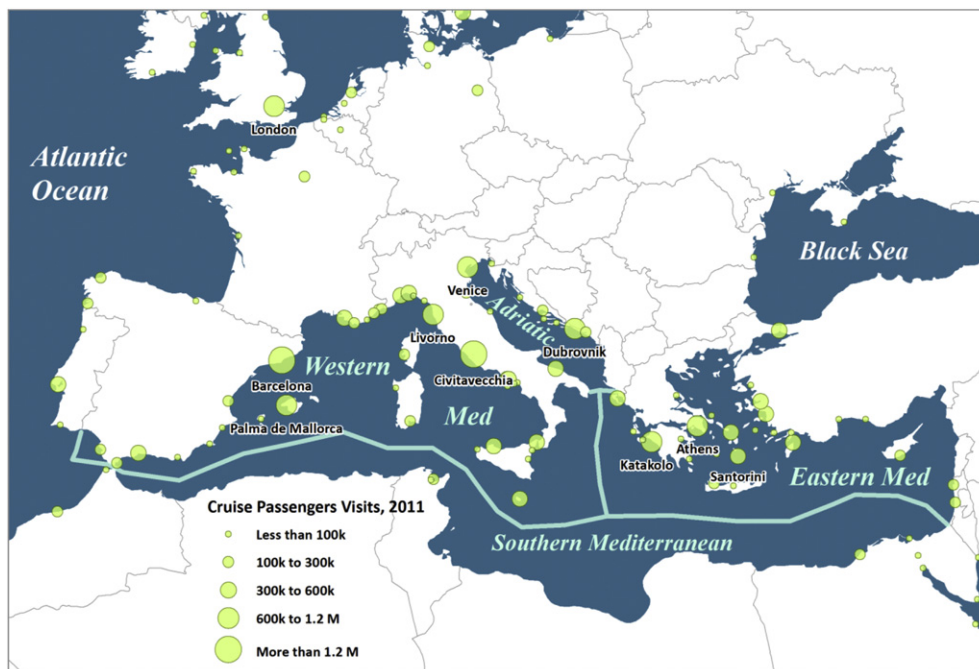 London
Atlantic
Ocean
Black Sea
Venice
Adriatic
Livorno
Dubrovnik
Western
Barcelona
Civitavecchia
Med
Palma de Mallorca
Katakolo
Athens
Santorini
Eastern Med
Southern Mediterranean
Cruise Passengers Visits, 2011
Less than 100k
100k to 300k
300k to 600k
600k to 1.2 M
More than 1.2 M